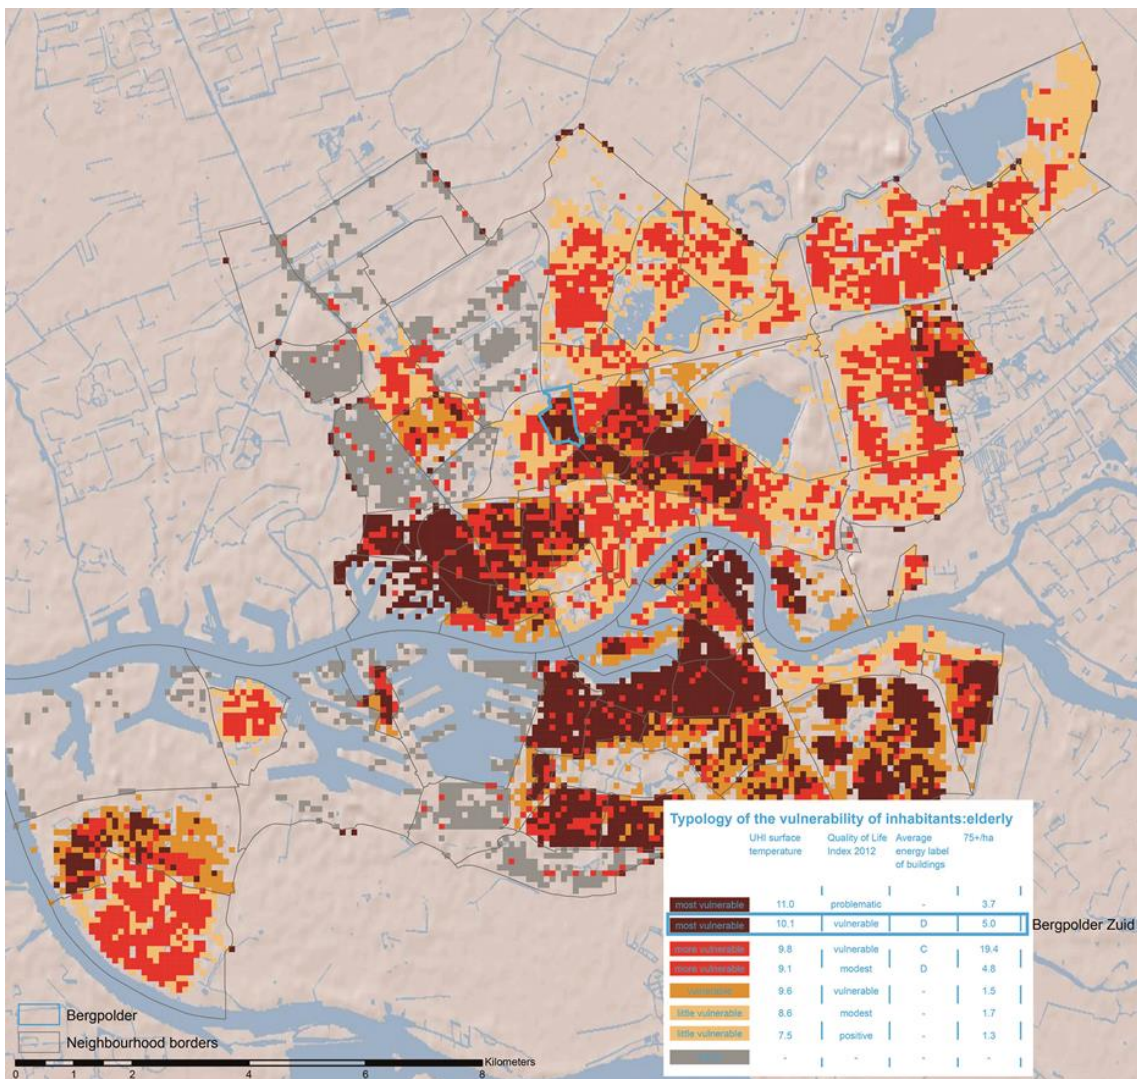 Typology of the vulnerability of inhabitants:elderly
UHI surface temperature
Quality of Life Index 2012
Average energy label of buildings
75+/ha
most vulnerable 11.0 problematic - 3.7
most vulnerable 10.1 vulnerable D 5.0
Bergpolder Zuid
more vulnerable 9.8 vulnerable C 19.4
more vulnerable 9.1 modest D 4.8
vulnerable 9.6 vulnerable - 1.5
little vulnerable 8.6 modest - 1.7
little vulnerable 7.5 positive - 1.3
- - - -
Bergpolder
Neighbourhood borders
Kilometers
0 1 2 4 6 8